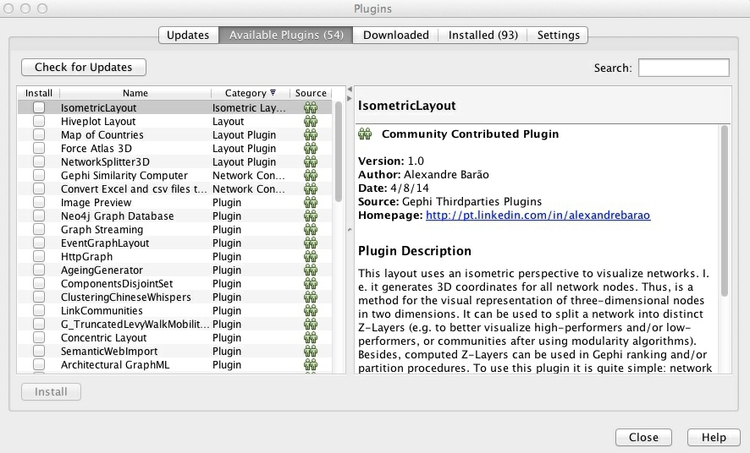 Plugins
Updates Available Plugins (54) Downloaded Installed (93) Settings
Check for Updates Search:
Install Name Category Source
IsometricLayout Isometric Lay...
Hiveplot Layout Layout
Map of Countries Layout Plugin
Force Atlas 3D Layout Plugin
NetworkSplitter3D Layout Plugin
Gephi Similarity Computer Network Con...
Convert Excel and csv files t... Network Con...
Image Preview Plugin
Neo4j Graph Database Plugin
Graph Streaming Plugin
EventGraphLayout Plugin
HttpGraph Plugin
AgeingGenerator Plugin
ComponentsDisjointSet Plugin
ClusteringChineseWhispers Plugin
LinkCommunities Plugin
G_TruncatedLevyWalkMobilit... Plugin
Concentric Layout Plugin
SemanticWebImport Plugin
Architectural GraphML Plugin
Install
IsometricLayout
Community Contributed Plugin
Version: 1.0
Author: Alexandre Barão
Date: 4/8/14
Source: Gephi Thirdparties Plugins
Homepage: http://pt.linkedin.com/in/alexandrebarao
Plugin Description
This layout uses an isometric perspective to visualize networks. I.
e. it generates 3D coordinates for all network nodes. Thus, is a
method for the visual representation of three-dimensional nodes
in two dimensions. It can be used to split a network into distinct
Z-Layers (e.g. to better visualize high-performers and/or low-
performers, or communities after using modularity algorithms).
Besides, computed Z-Layers can be used in Gephi ranking and/or
partition procedures. To use this plugin it is quite simple: network
Close Help